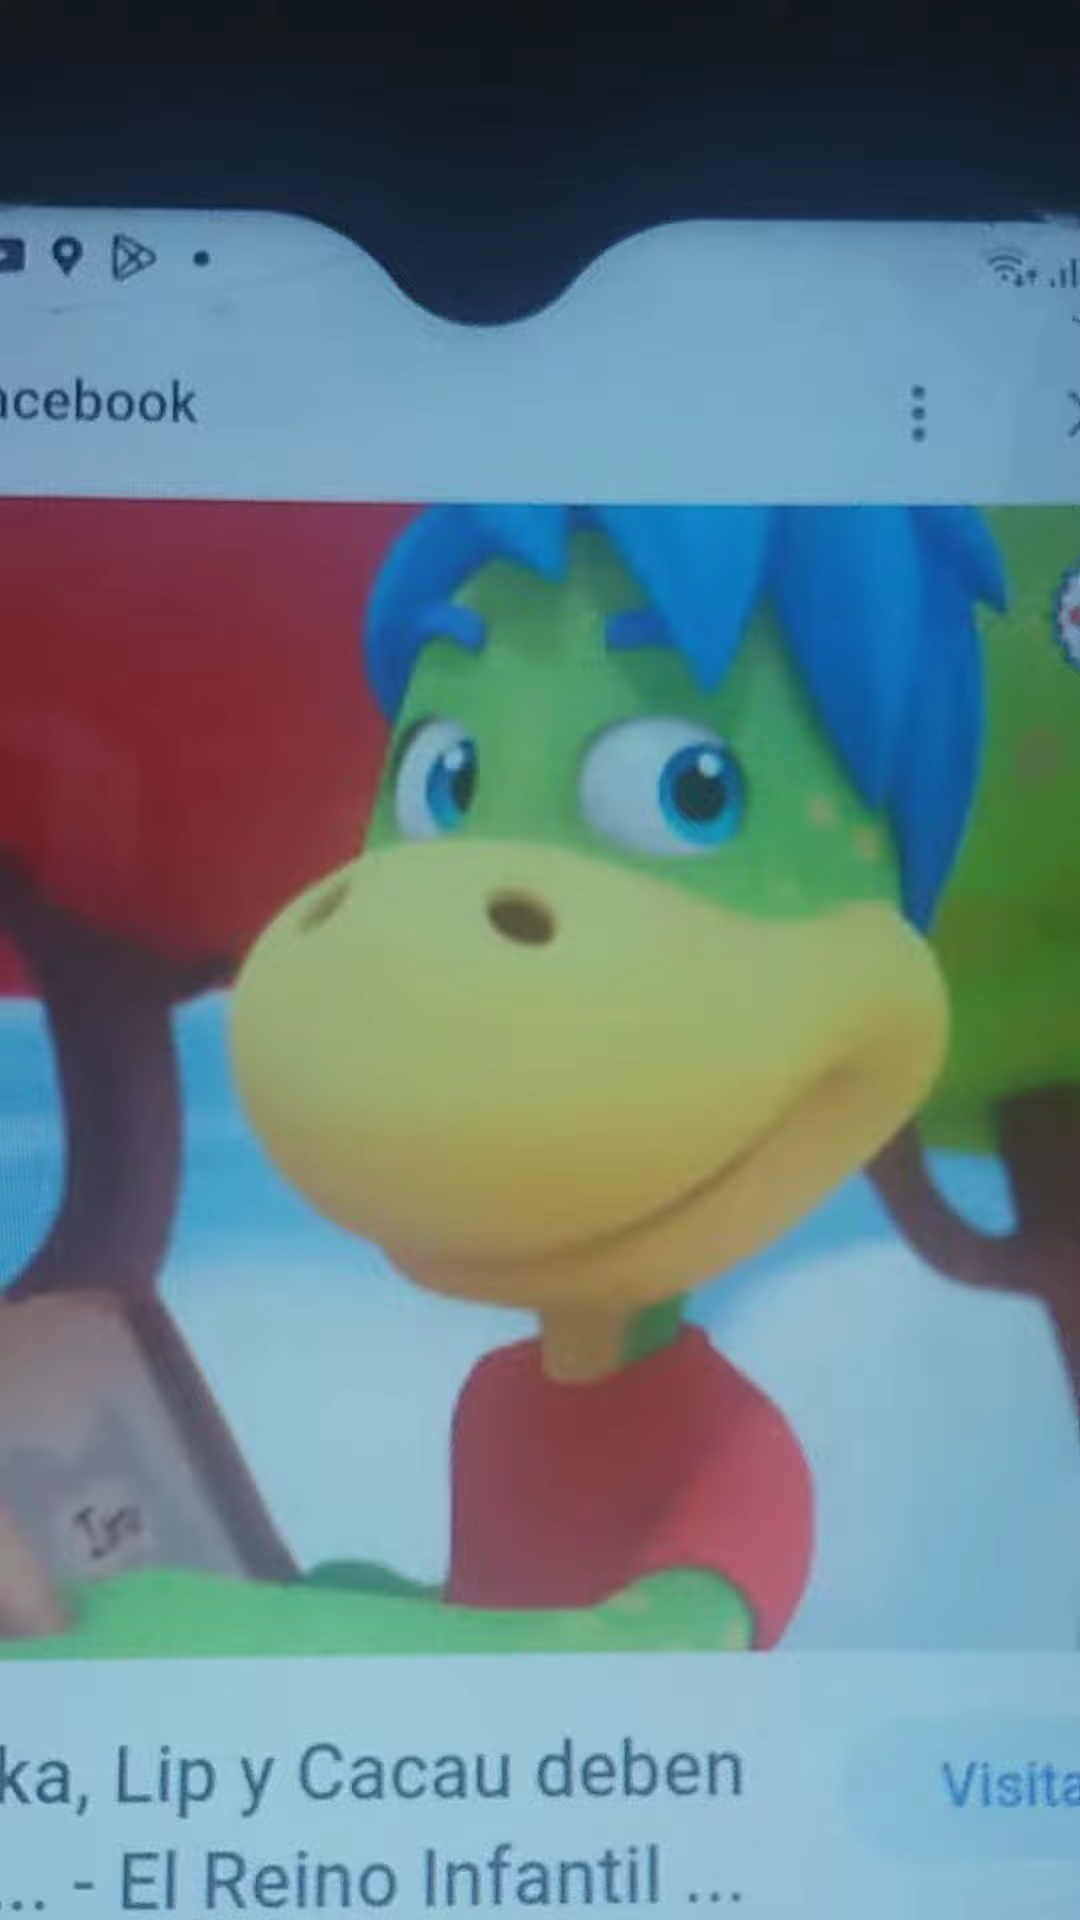 acebook
ka, Lip y Cacau deben
Visita
... - El Reino Infantil ...